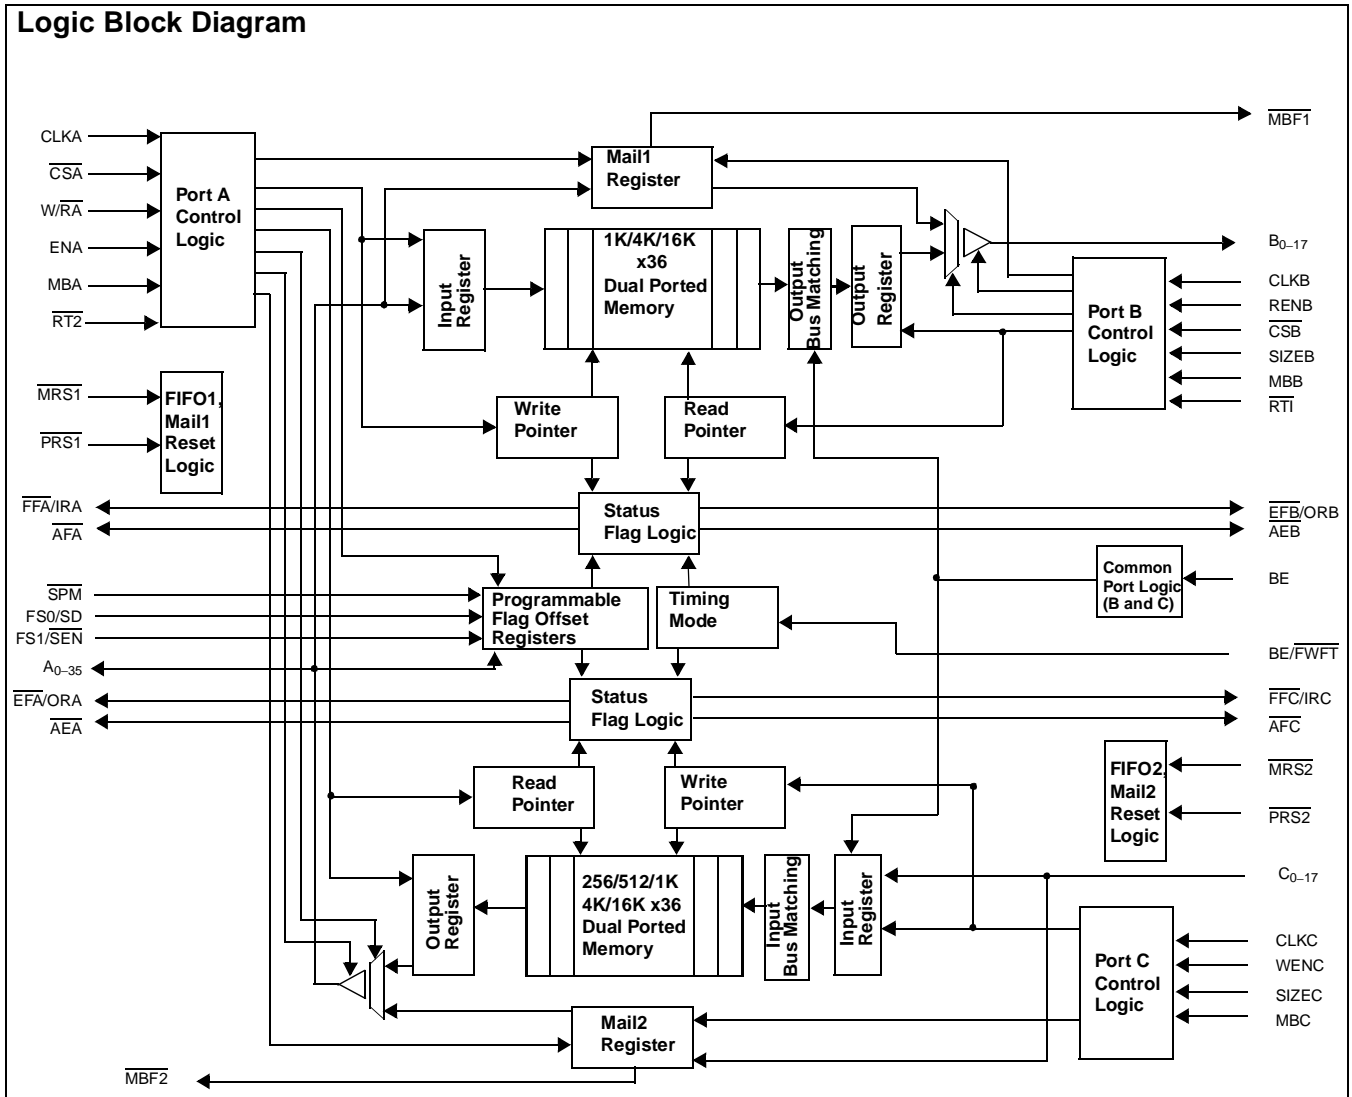 Logic Block Diagram
CLKA
CSA
W/RA
ENA
MBA
RT2
Port A
Control
Logic
Mail1
Register
MBF1
Input
Register
1K/4K/16K
x36
Dual Ported
Memory
Output
Bus Matching
Output
Register
B0–17
CLKB
RENB
CSB
SIZEB
MBB
RTI
Port B
Control
Logic
MRS1
PRS1
FIFO1,
Mail1
Reset
Logic
Write
Pointer
Read
Pointer
FFA/IRA
AFA
Status
Flag Logic
EFB/ORB
AEB
SPM
FS0/SD
FS1/SEN
A0–35
Programmable
Flag Offset
Registers
Timing
Mode
Common
Port Logic
(B and C)
BE
BE/FWFT
EFA/ORA
AEA
Status
Flag Logic
FFC/IRC
AFC
Read
Pointer
Write
Pointer
FIFO2,
Mail2
Reset
Logic
MRS2
PRS2
Output
Register
256/512/1K
4K/16K x36
Dual Ported
Memory
Input
Bus Matching
Input
Register
C0–17
Port C
Control
Logic
CLKC
WENC
SIZEC
MBC
Mail2
Register
MBF2